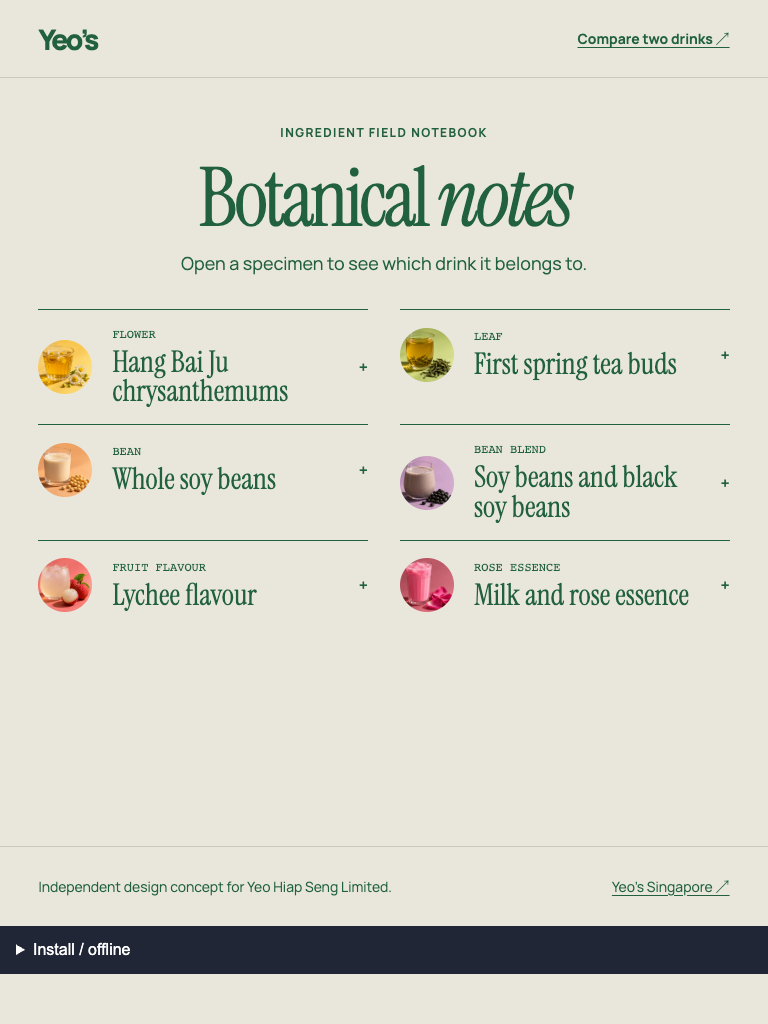 Yeo's
Compare two drinks ↗
INGREDIENT FIELD NOTEBOOK
Botanical notes
Open a specimen to see which drink it belongs to.
FLOWER
Hang Bai Ju
chrysanthemums
+
LEAF
First spring tea buds
+
BEAN
Whole soy beans
+
BEAN BLEND
Soy beans and black
soy beans
+
FRUIT FLAVOUR
Lychee flavour
+
ROSE ESSENCE
Milk and rose essence
+
Independent design concept for Yeo Hiap Seng Limited.
Yeo's Singapore ↗
▶ Install / offline